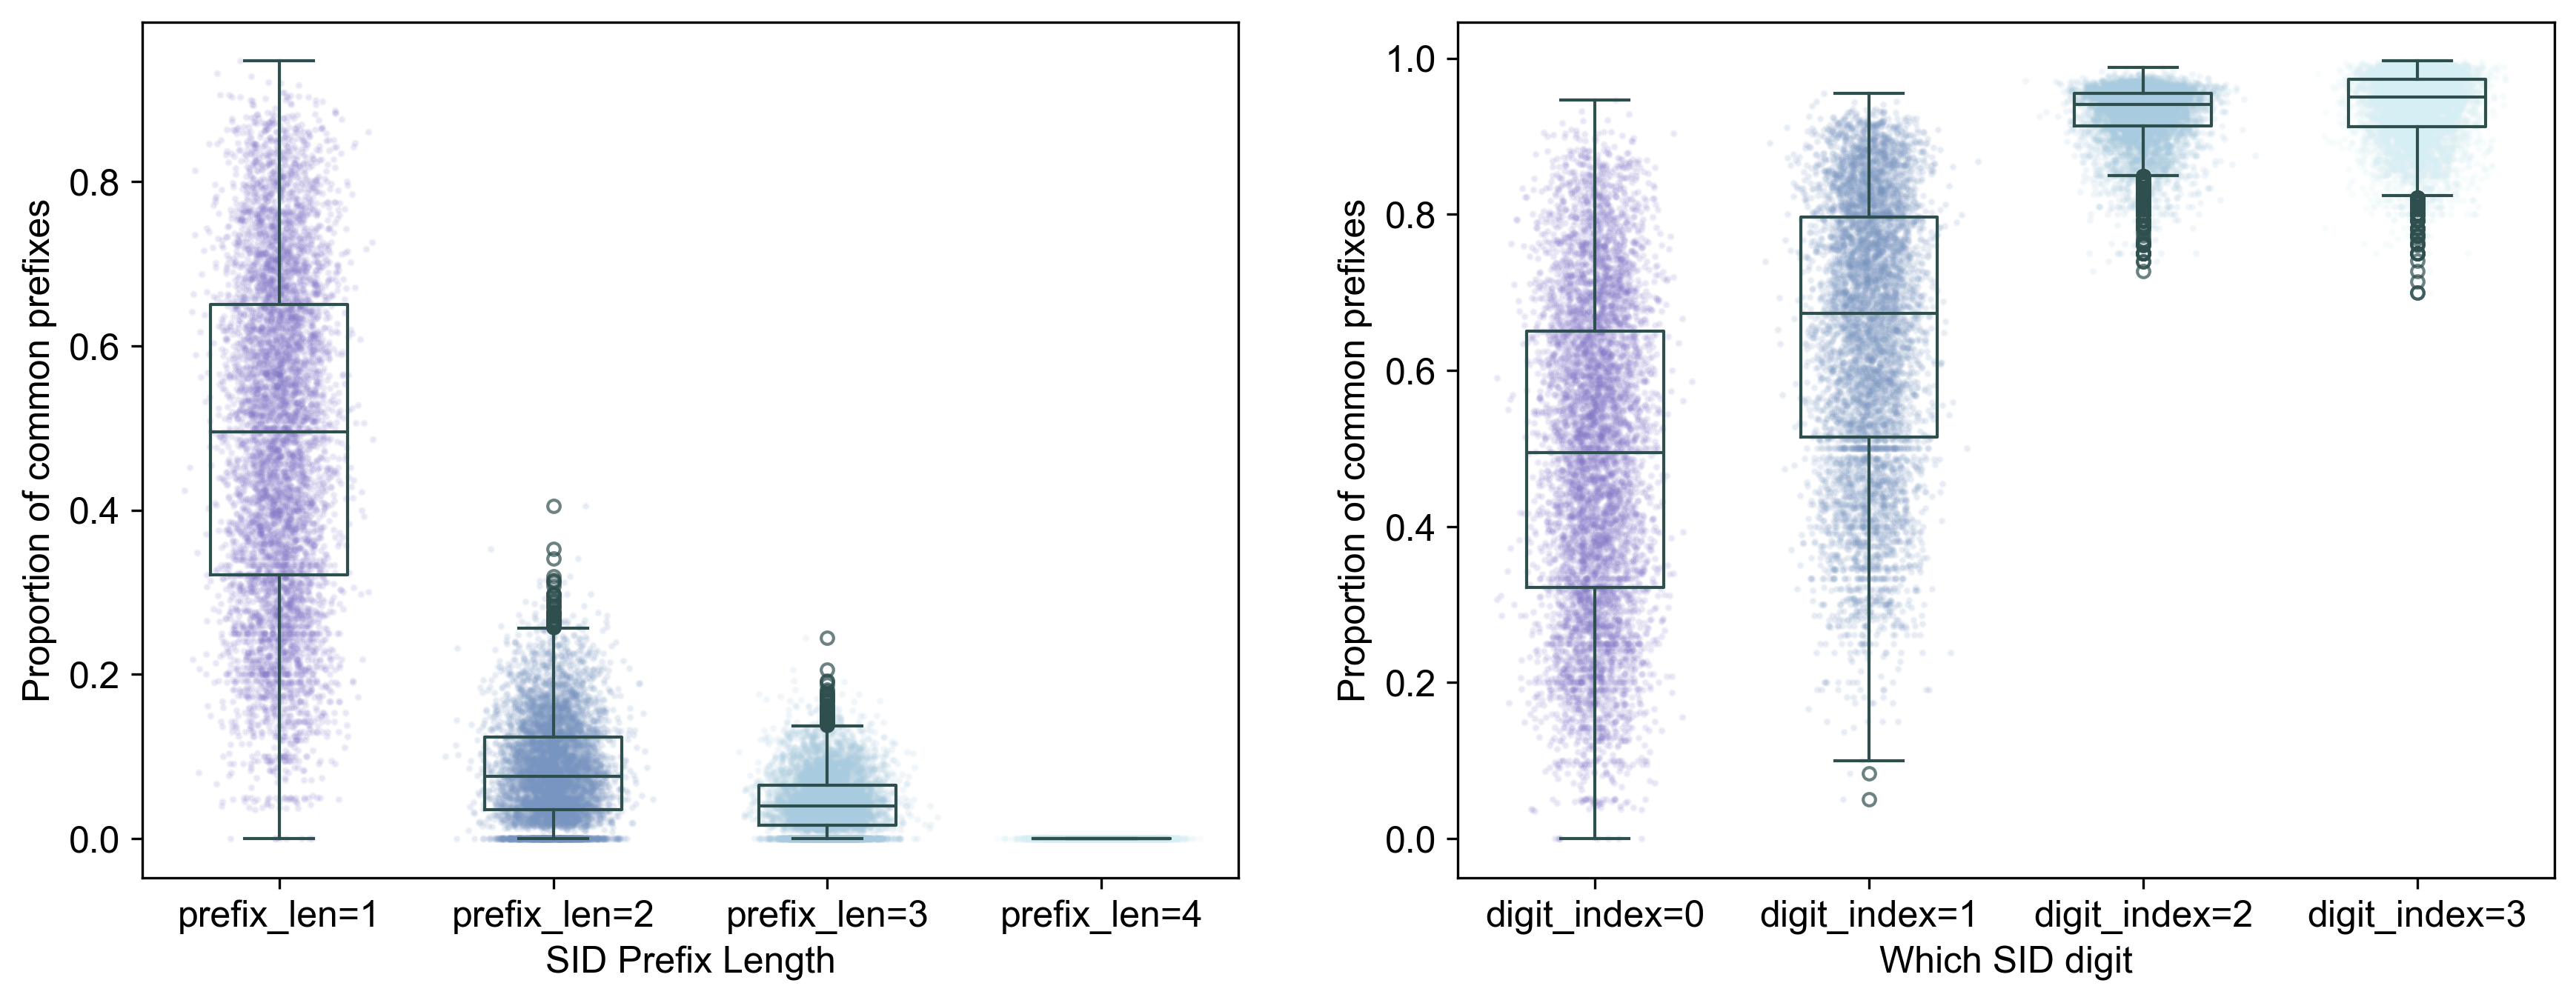 Proportion of common prefixes
0.8
0.6
0.4
0.2
0.0
prefix_len=1 prefix_len=2 prefix_len=3 prefix_len=4
SID Prefix Length
Proportion of common prefixes
1.0
0.8
0.6
0.4
0.2
0.0
digit_index=0 digit_index=1 digit_index=2 digit_index=3
Which SID digit